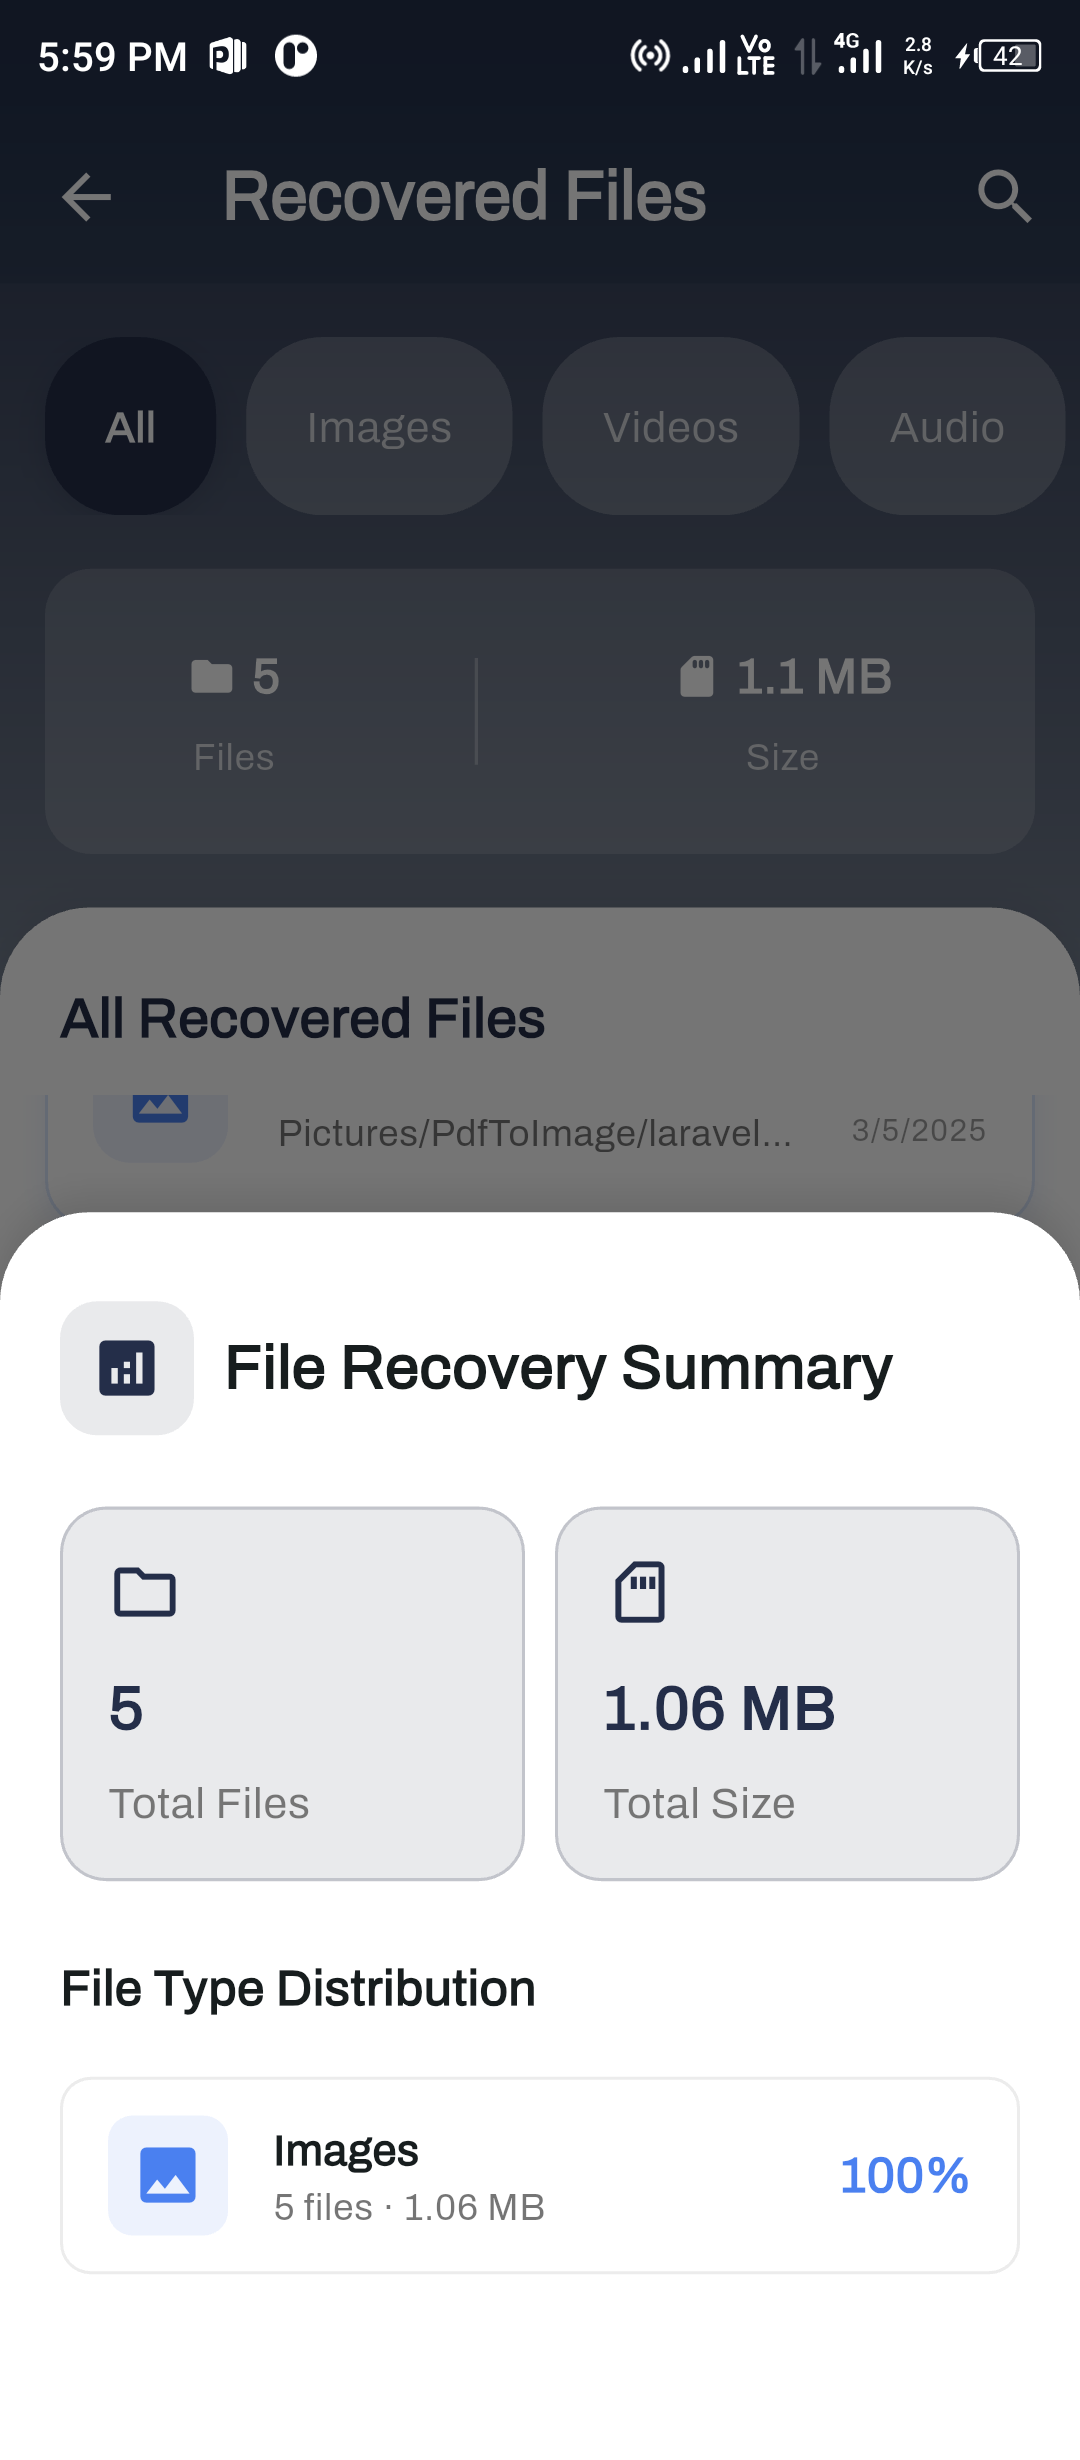 5:59 PM Vo LTE 4G 2.8 K/s 42
Recovered Files
All Images Videos Audio
5 1.1 MB
Files Size
All Recovered Files
Pictures/PdfToImage/laravel... 3/5/2025
File Recovery Summary
5 1.06 MB
Total Files Total Size
File Type Distribution
Images
100%
5 files · 1.06 MB